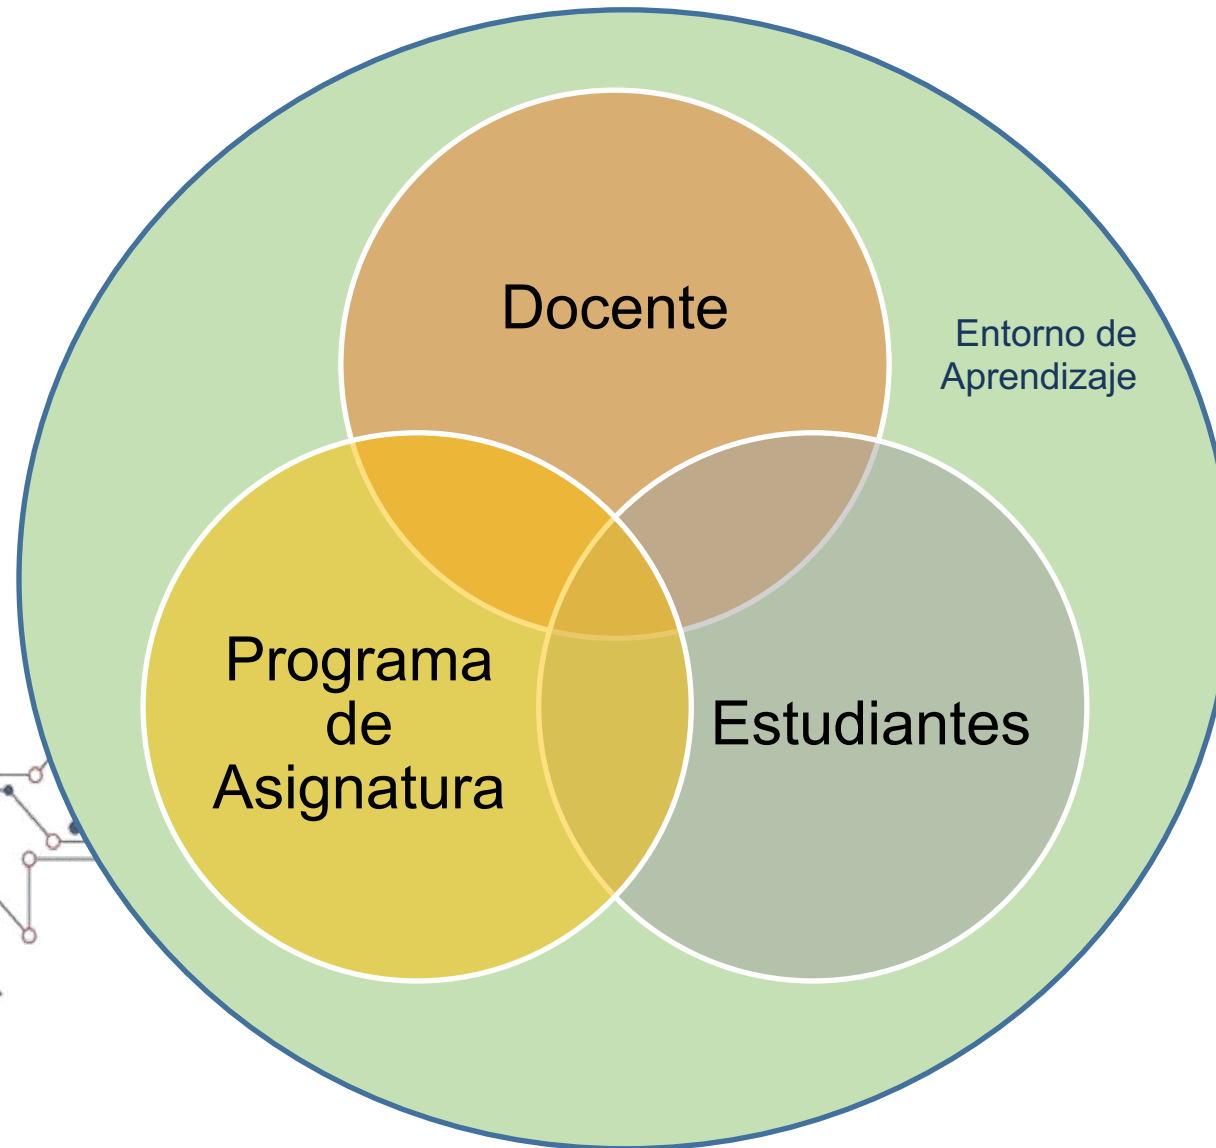 Docente
Entorno de
Aprendizaje
Programa
de
Asignatura
Estudiantes